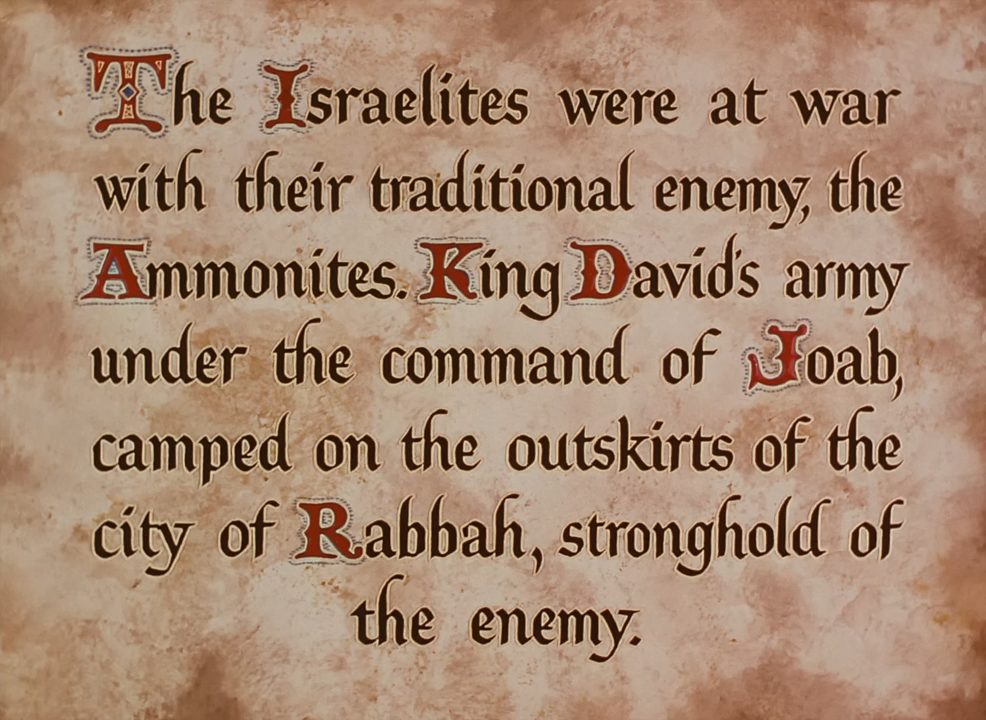 The Israelites were at war
with their traditional enemy, the
Ammonites. King David's army
under the command of Joab,
camped on the outskirts of the
city of Rabbah, stronghold of
the enemy.